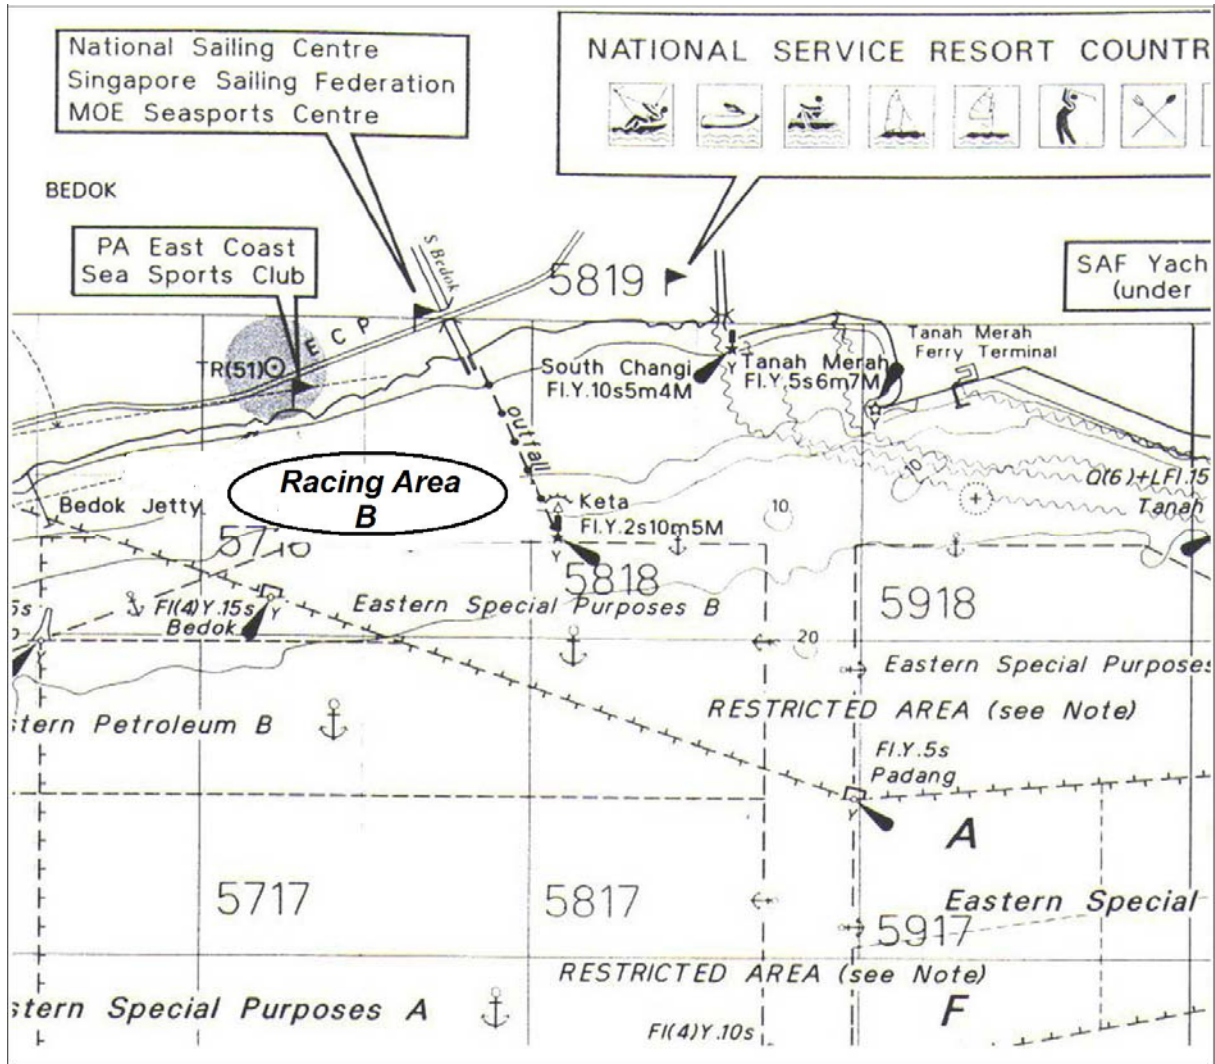 National Sailing Centre
Singapore Sailing Federation
MOE Seasports Centre
NATIONAL SERVICE RESORT COUNTR
BEDOK
PA East Coast
Sea Sports Club
S Bedok
5819
SAF Yach
(under
E C P
TR(51)
South Changi
Fl.Y.10s5m4M
Y
Tanah Merah
Fl.Y.5s6m7M
Y
Tanah Merah
Ferry Terminal
outfall
Racing Area
B
Bedok Jetty
Keta
Fl.Y.2s10m5M
Y
10
10
Q(6)+LFl.15
Tanah
5818
5918
5s
Fl(4)Y.15s
Bedok
Y
Y
Eastern Special Purposes B
20
Eastern Special Purposes
stern Petroleum B
RESTRICTED AREA (see Note)
Fl.Y.5s
Padang
Y
A
5717
5817
Eastern Special
5917
RESTRICTED AREA (see Note)
stern Special Purposes A
F
Fl(4)Y.10s